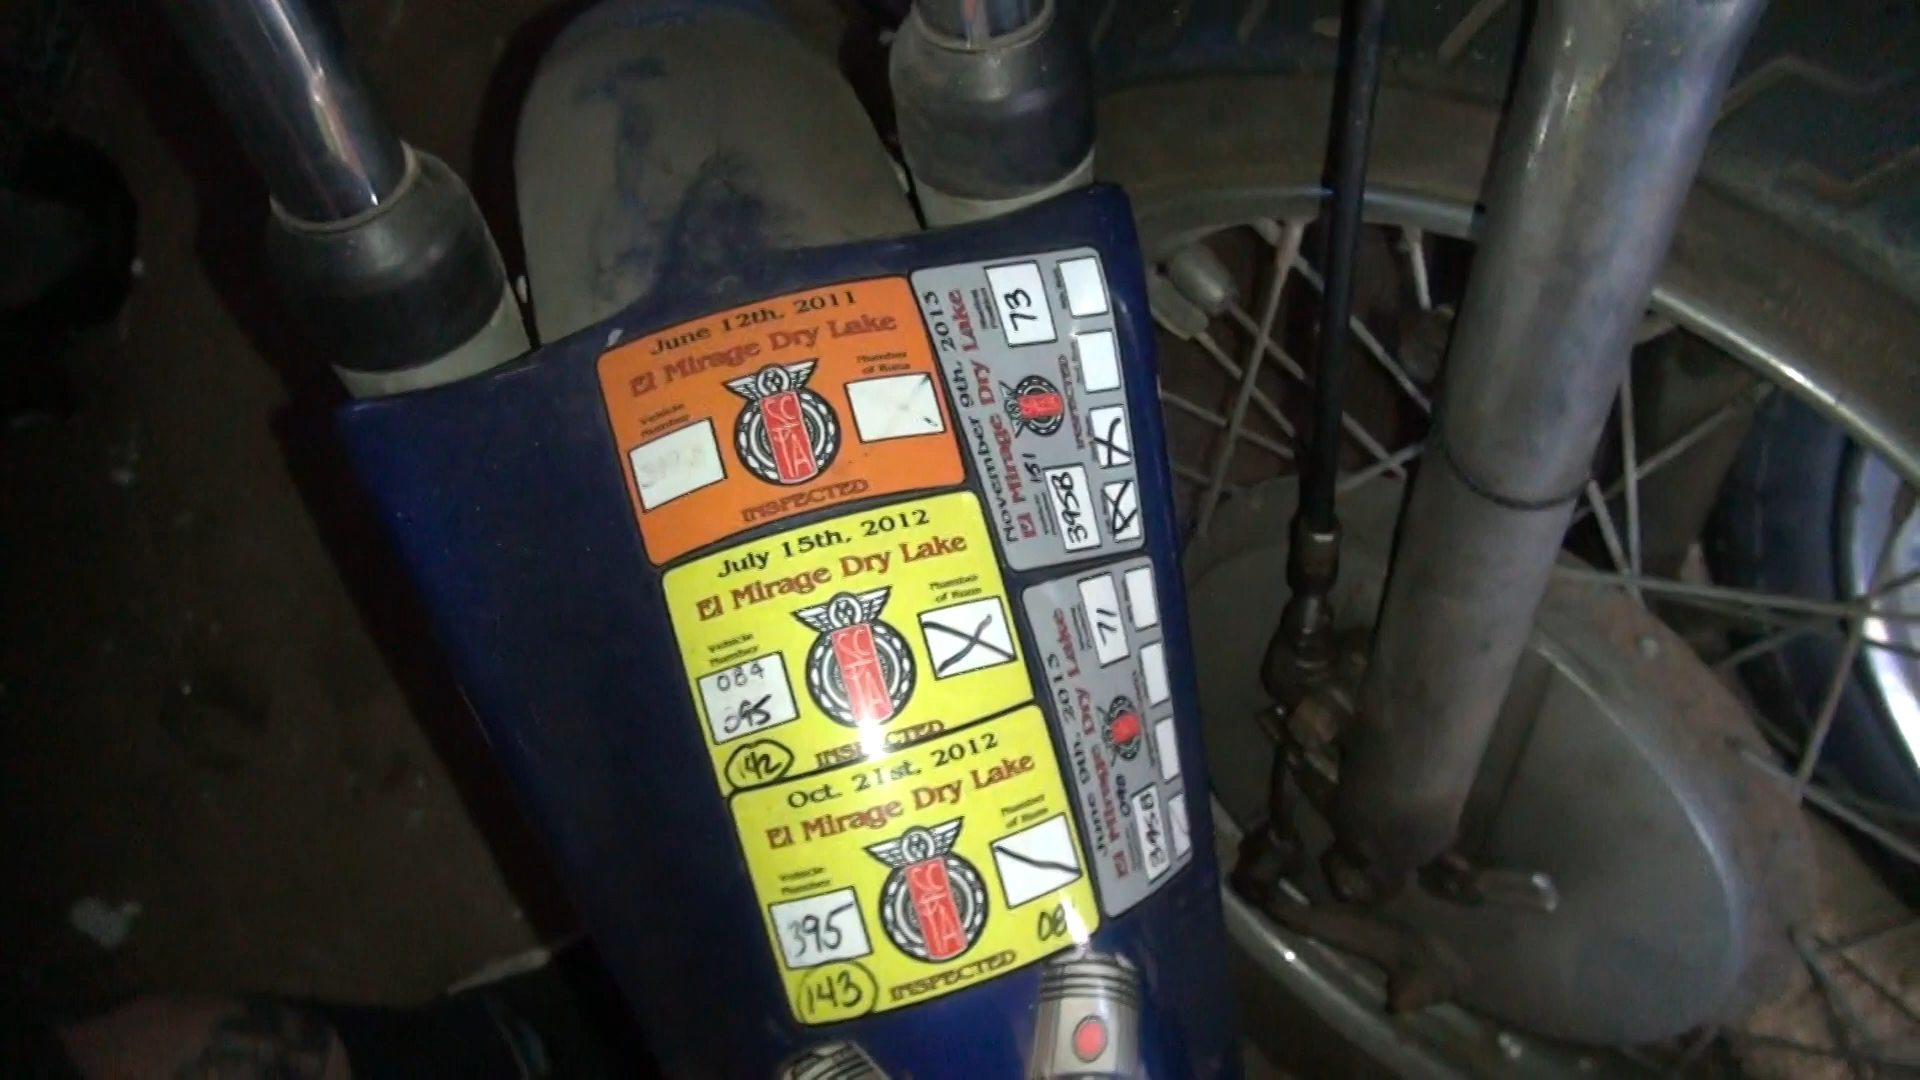 June 12th, 2011
El Mirage Dry Lake
Vehicle Number
Number of Runs
SCTA
INSPECTED
July 15th, 2012
El Mirage Dry Lake
Vehicle Number
084
395
Number of Runs
SCTA
INSPECTED
142
Oct. 21st, 2012
El Mirage Dry Lake
Vehicle Number
395
Number of Runs
SCTA
INSPECTED
143
November 9th, 2013
El Mirage Dry Lake
151
395B
INSPECTED
73
June 9th, 2013
El Mirage Dry Lake
395B
71